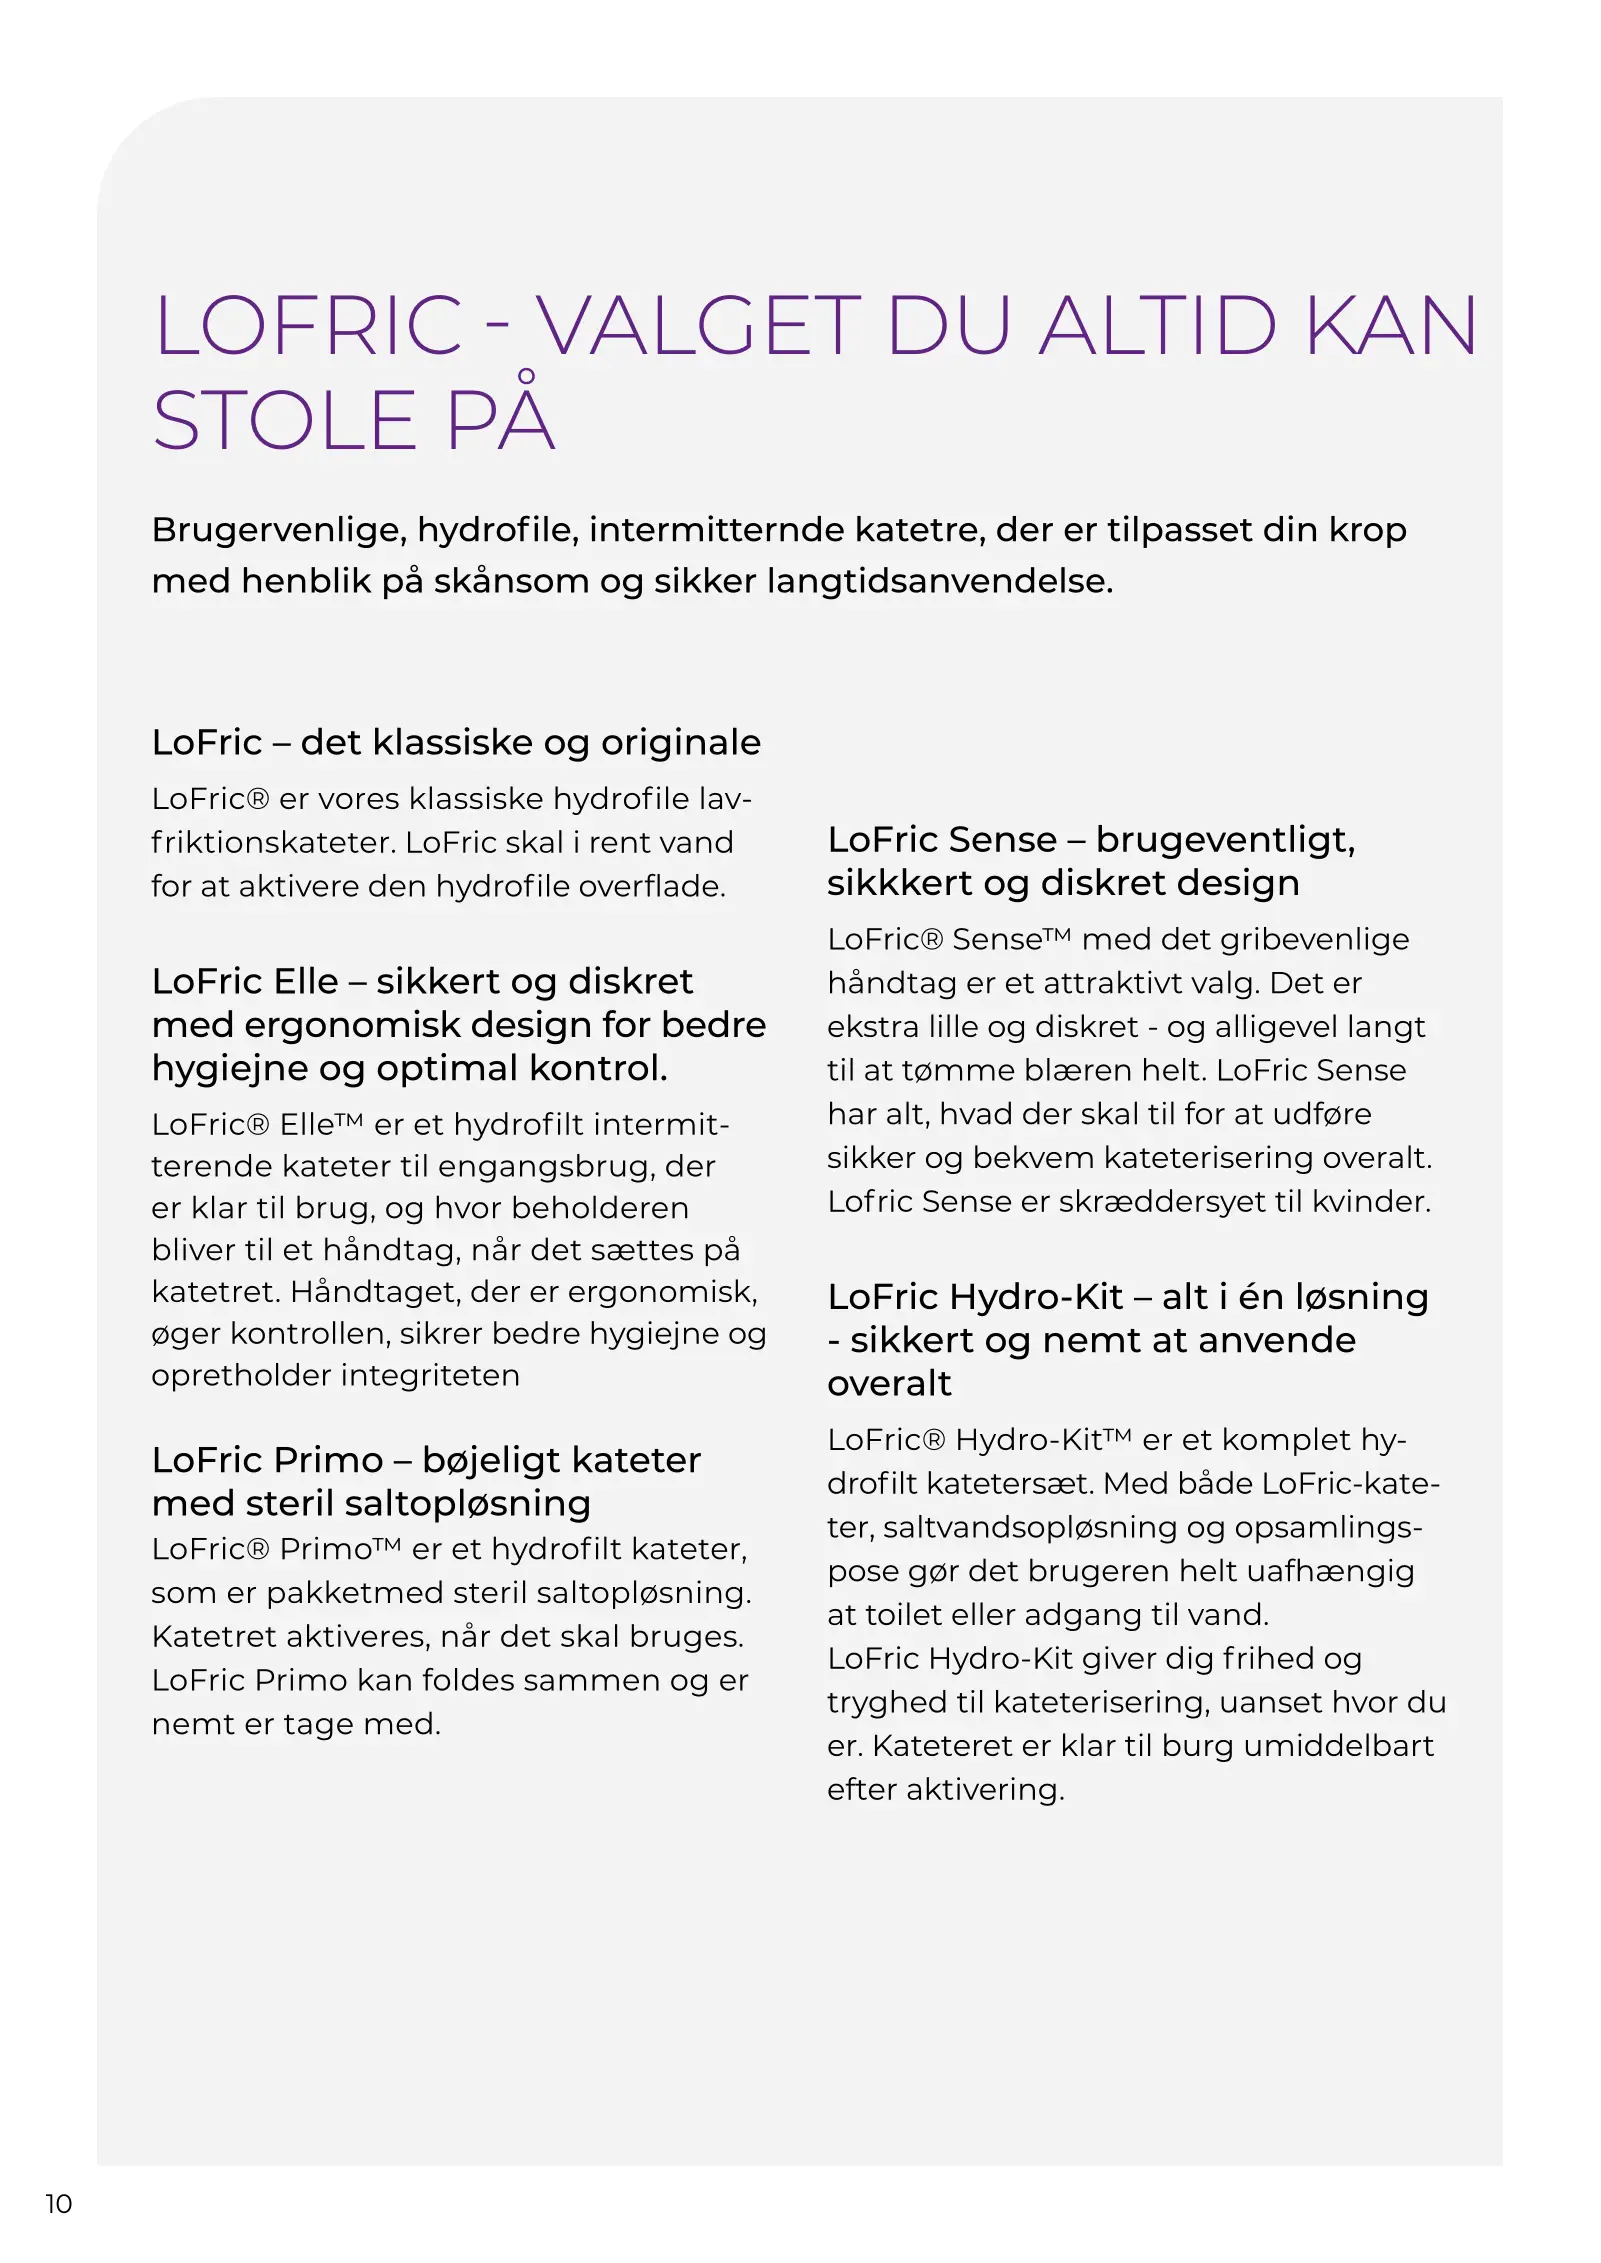 LOFRIC - VALGET DU ALTID KAN
STOLE PÅ
Brugervenlige, hydrofile, intermitternde katetre, der er tilpasset din krop
med henblik på skånsom og sikker langtidsanvendelse.
LoFric – det klassiske og originale
LoFric® er vores klassiske hydrofile lav-
friktionskateter. LoFric skal i rent vand
for at aktivere den hydrofile overflade.
LoFric Elle – sikkert og diskret
med ergonomisk design for bedre
hygiejne og optimal kontrol.
LoFric® Elle™ er et hydrofilt intermit-
terende kateter til engangsbrug, der
er klar til brug, og hvor beholderen
bliver til et håndtag, når det sættes på
katetret. Håndtaget, der er ergonomisk,
øger kontrollen, sikrer bedre hygiejne og
opretholder integriteten
LoFric Primo – bøjeligt kateter
med steril saltopløsning
LoFric® Primo™ er et hydrofilt kateter,
som er pakketmed steril saltopløsning.
Katetret aktiveres, når det skal bruges.
LoFric Primo kan foldes sammen og er
nemt er tage med.
LoFric Sense – brugeventligt,
sikkkert og diskret design
LoFric® Sense™ med det gribevenlige
håndtag er et attraktivt valg. Det er
ekstra lille og diskret - og alligevel langt
til at tømme blæren helt. LoFric Sense
har alt, hvad der skal til for at udføre
sikker og bekvem kateterisering overalt.
Lofric Sense er skræddersyet til kvinder.
LoFric Hydro-Kit – alt i én løsning
- sikkert og nemt at anvende
overalt
LoFric® Hydro-Kit™ er et komplet hy-
drofilt katetersæt. Med både LoFric-kate-
ter, saltvandsopløsning og opsamlings-
pose gør det brugeren helt uafhængig
at toilet eller adgang til vand.
LoFric Hydro-Kit giver dig frihed og
tryghed til kateterisering, uanset hvor du
er. Kateteret er klar til burg umiddelbart
efter aktivering.
10